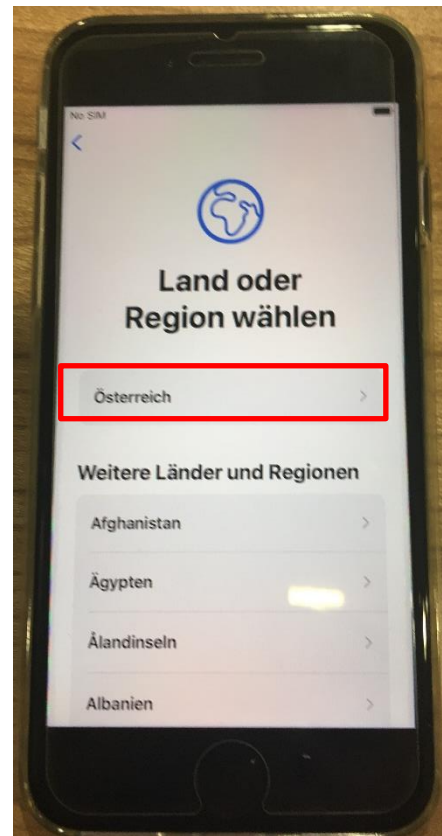 No SIM
Land oder
Region wählen
Österreich
Weitere Länder und Regionen
Afghanistan
Ägypten
Ålandinseln
Albanien